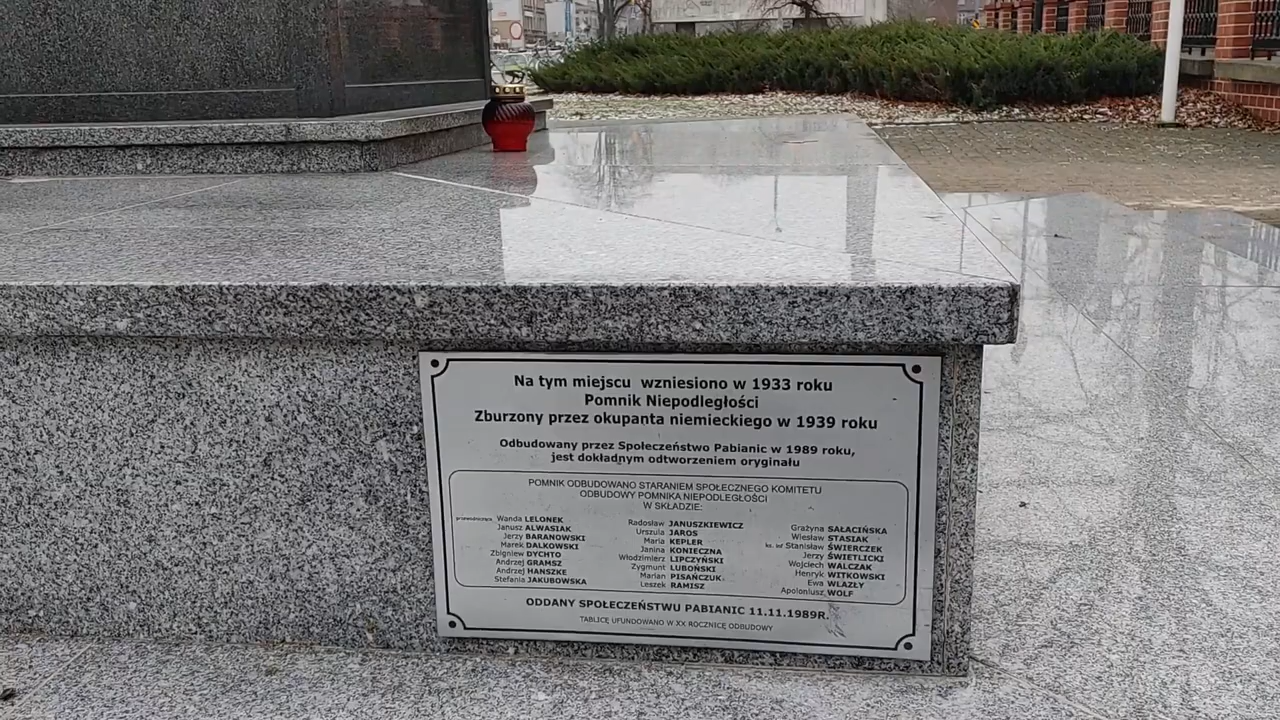 Na tym miejscu wzniesiono w 1933 roku
Pomnik Niepodległości
Zburzony przez okupanta niemieckiego w 1939 roku
Odbudowany przez Społeczeństwo Pabianic w 1989 roku,
jest dokładnym odtworzeniem oryginału
POMNIK ODBUDOWANO STARANIEM SPOŁECZNEGO KOMITETU
ODBUDOWY POMNIKA NIEPODLEGŁOŚCI
W SKŁADZIE:
przewodnicząca Wanda LELONEK
Janusz ALWASIAK
Jerzy BARANOWSKI
Marek DALKOWSKI
Zbigniew DYCHTO
Andrzej GRAMSZ
Andrzej HANSZKE
Stefania JAKUBOWSKA
Radosław JANUSZKIEWICZ
Urszula JAROS
Maria KEPLER
Janina KONIECZNA
Włodzimierz LIPCZYŃSKI
Zygmunt LUBOŃSKI
Marian PISAŃCZUK
Leszek RAMISZ
Grażyna SAŁACIŃSKA
Wiesław STASIAK
ks. inf Stanisław ŚWIERCZEK
Jerzy ŚWIETLICKI
Wojciech WALCZAK
Henryk WITKOWSKI
Ewa WLAZŁY
Apoloniusz WOLF
ODDANY SPOŁECZEŃSTWU PABIANIC 11.11.1989R.
TABLICĘ UFUNDOWANO W XX ROCZNICĘ ODBUDOWY